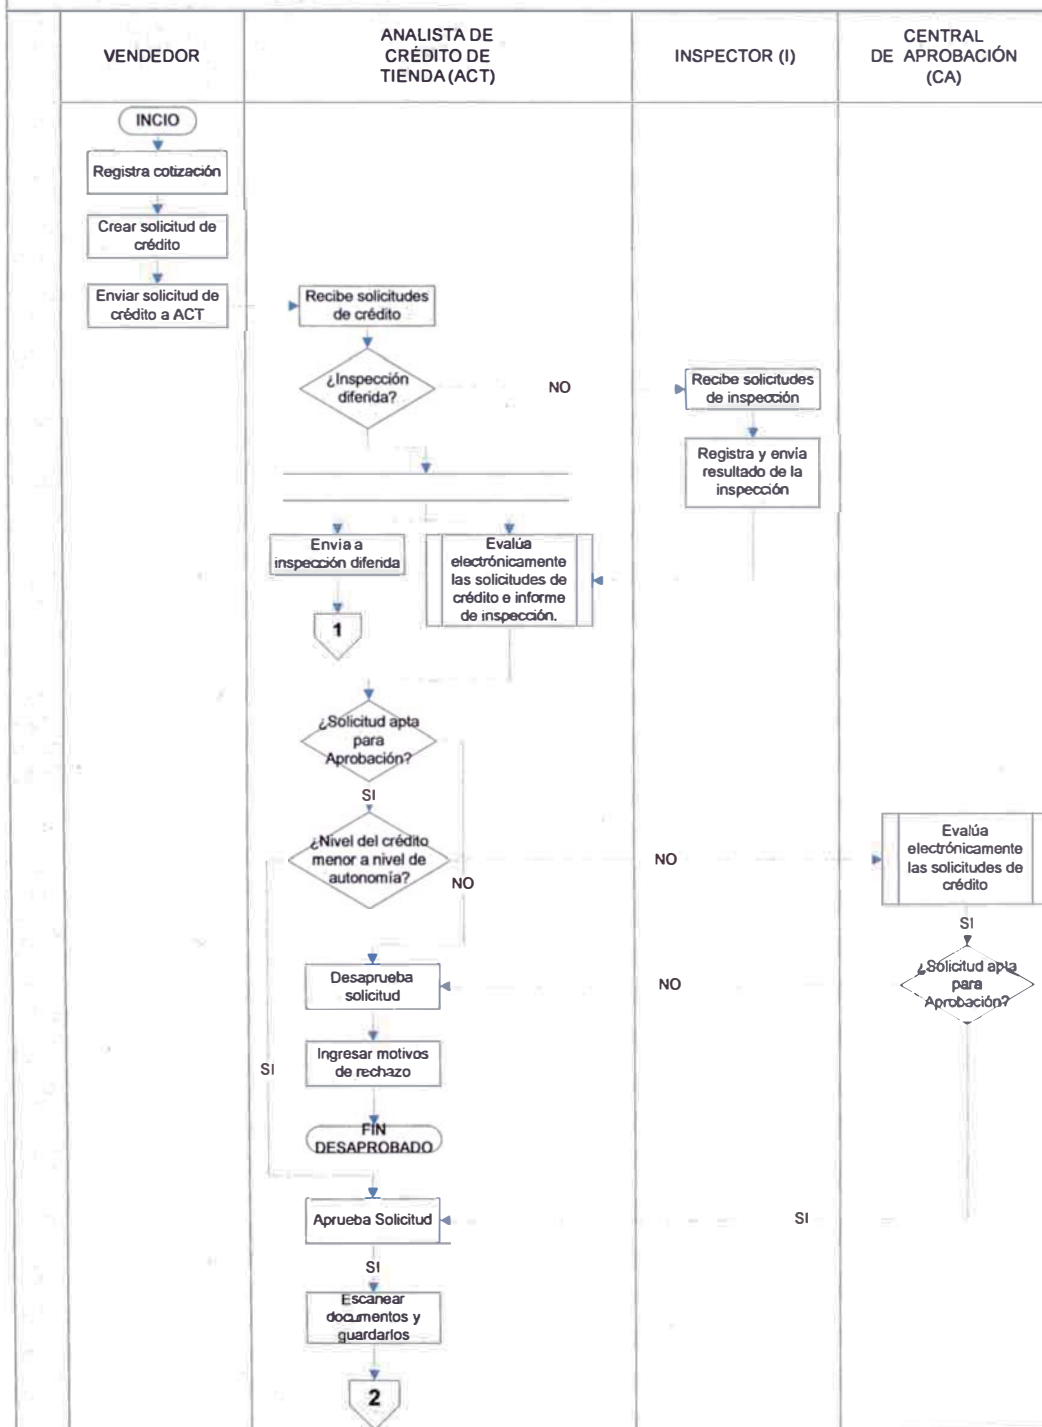 VENDEDOR
ANALISTA DE
CRÉDITO DE
TIENDA (ACT)
INSPECTOR (I)
CENTRAL
DE APROBACIÓN
(CA)
INCIO
Registra cotización
Crear solicitud de
crédito
Enviar solicitud de
crédito a ACT
Recibe solicitudes
de crédito
¿Inspección
diferida?
NO
Recibe solicitudes
de inspección
Registra y envía
resultado de la
inspección
Envia a
inspección diferida
Evalúa
electrónicamente
las solicitudes de
crédito e informe
de inspección.
1
¿Solicitud apta
para
Aprobación?
SI
¿Nivel del crédito
menor a nivel de
autonomía?
NO
NO
Evalúa
electrónicamente
las solicitudes de
crédito
SI
¿Solicitud apta
para
Aprobación?
NO
Desaprueba
solicitud
Ingresar motivos
de rechazo
SI
FIN
DESAPROBADO
Aprueba Solicitud
SI
SI
Escanear
documentos y
guardarlos
2